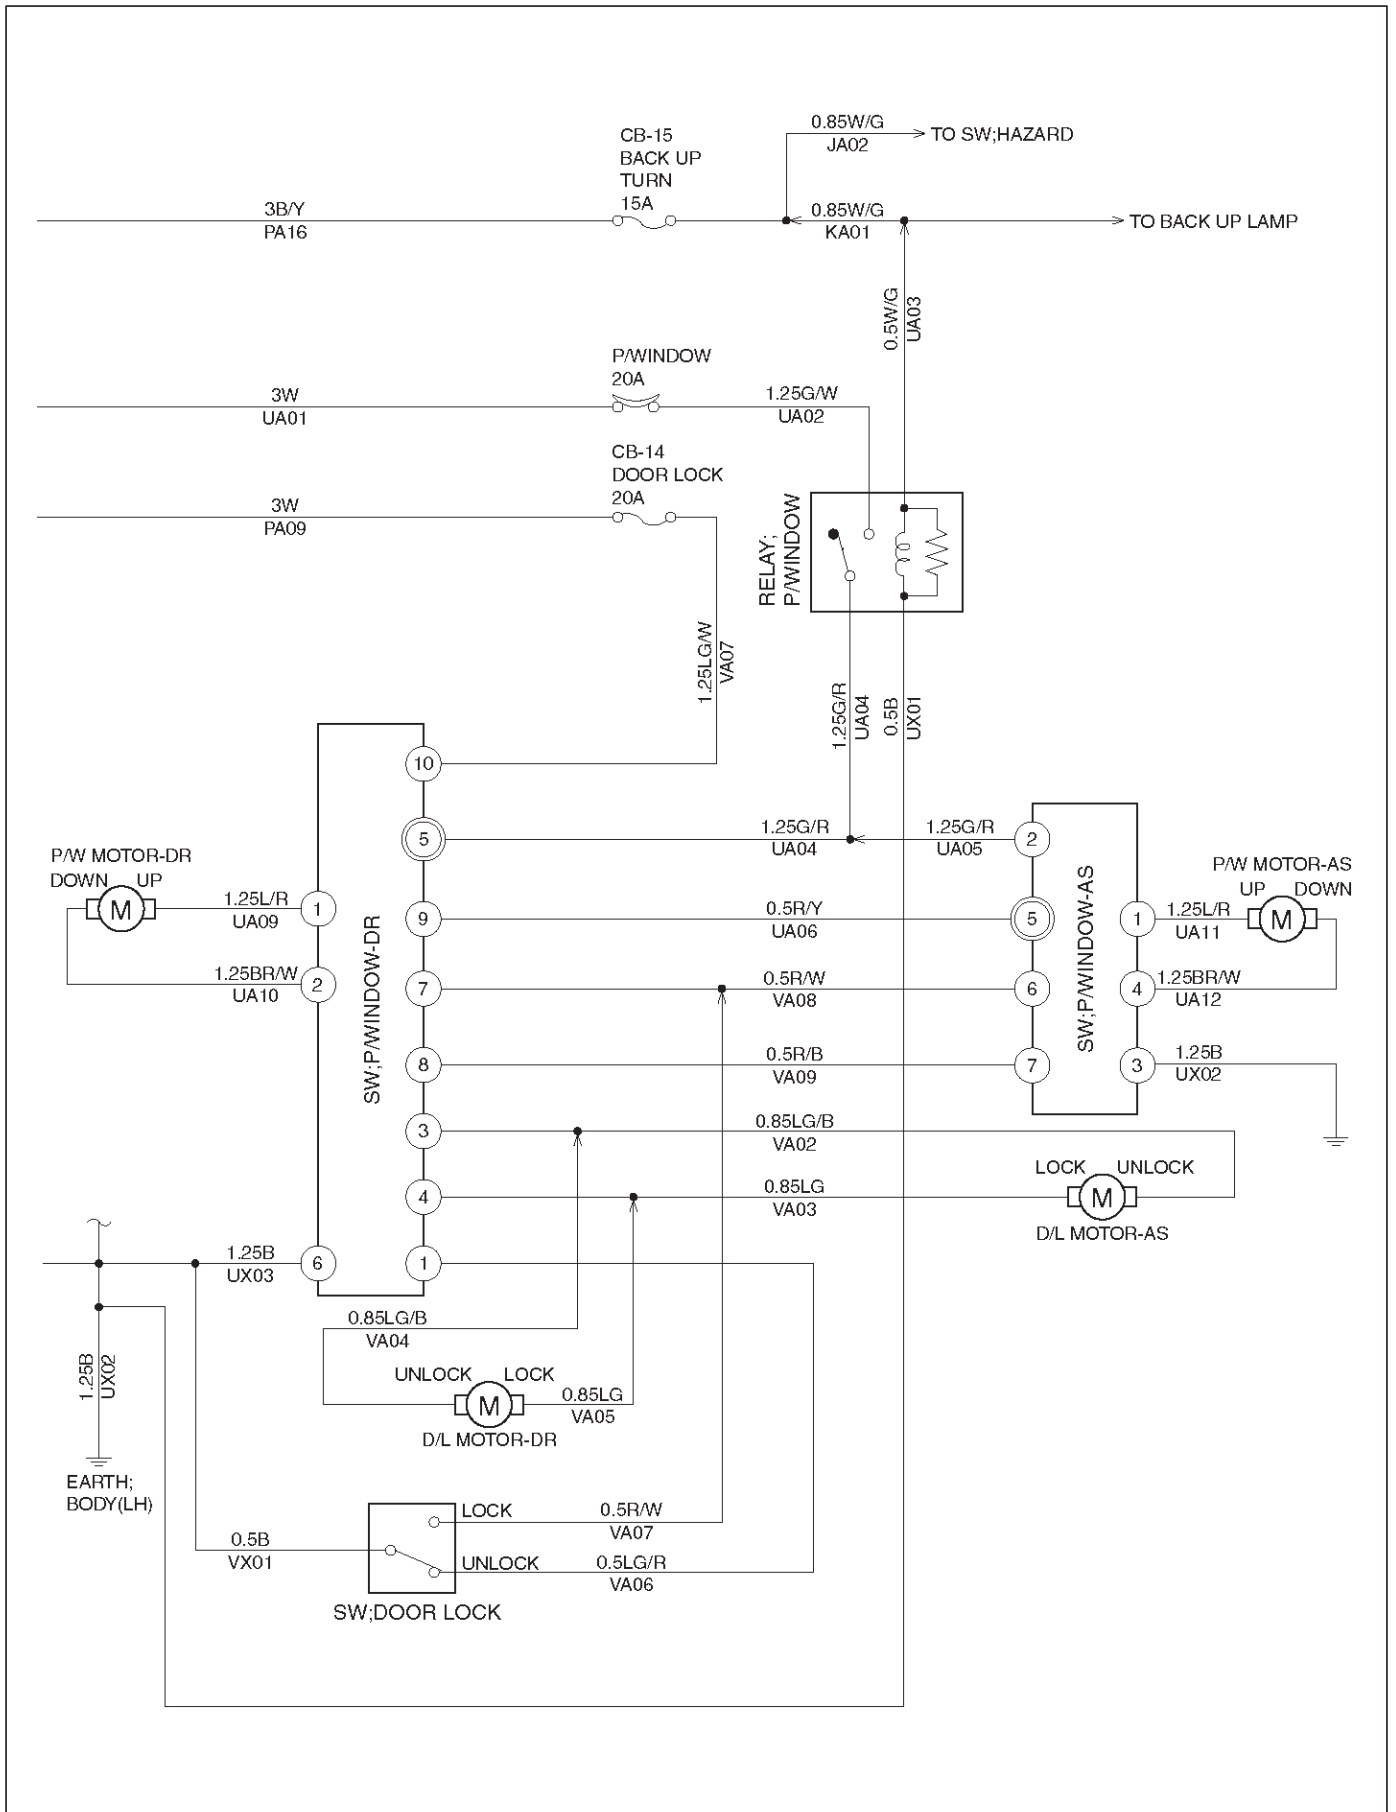 0.85W/G
JA02
TO SW;HAZARD
CB-15
BACK UP
TURN
15A
3B/Y
PA16
0.85W/G
KA01
TO BACK UP LAMP
0.5W/G
UA03
P/WINDOW
20A
3W
UA01
1.25G/W
UA02
CB-14
DOOR LOCK
20A
3W
PA09
RELAY;
P/WINDOW
1.25LG/W
VA07
1.25G/R
UA04
0.5B
UX01
10
5
1.25G/R
UA04
1.25G/R
UA05
2
P/W MOTOR-DR
DOWN UP
M
1.25L/R
UA09
1
1.25BR/W
UA10
2
SW;P/WINDOW-DR
9
0.5R/Y
UA06
5
7
0.5R/W
VA08
6
8
0.5R/B
VA09
7
SW;P/WINDOW-AS
P/W MOTOR-AS
UP DOWN
1
1.25L/R
UA11
M
4
1.25BR/W
UA12
3
1.25B
UX02
3
0.85LG/B
VA02
4
0.85LG
VA03
LOCK UNLOCK
M
D/L MOTOR-AS
1.25B
UX03
6
1
0.85LG/B
VA04
1.25B
UX02
UNLOCK LOCK
M
0.85LG
VA05
D/L MOTOR-DR
EARTH;
BODY(LH)
LOCK
0.5R/W
VA07
0.5B
VX01
UNLOCK
0.5LG/R
VA06
SW;DOOR LOCK